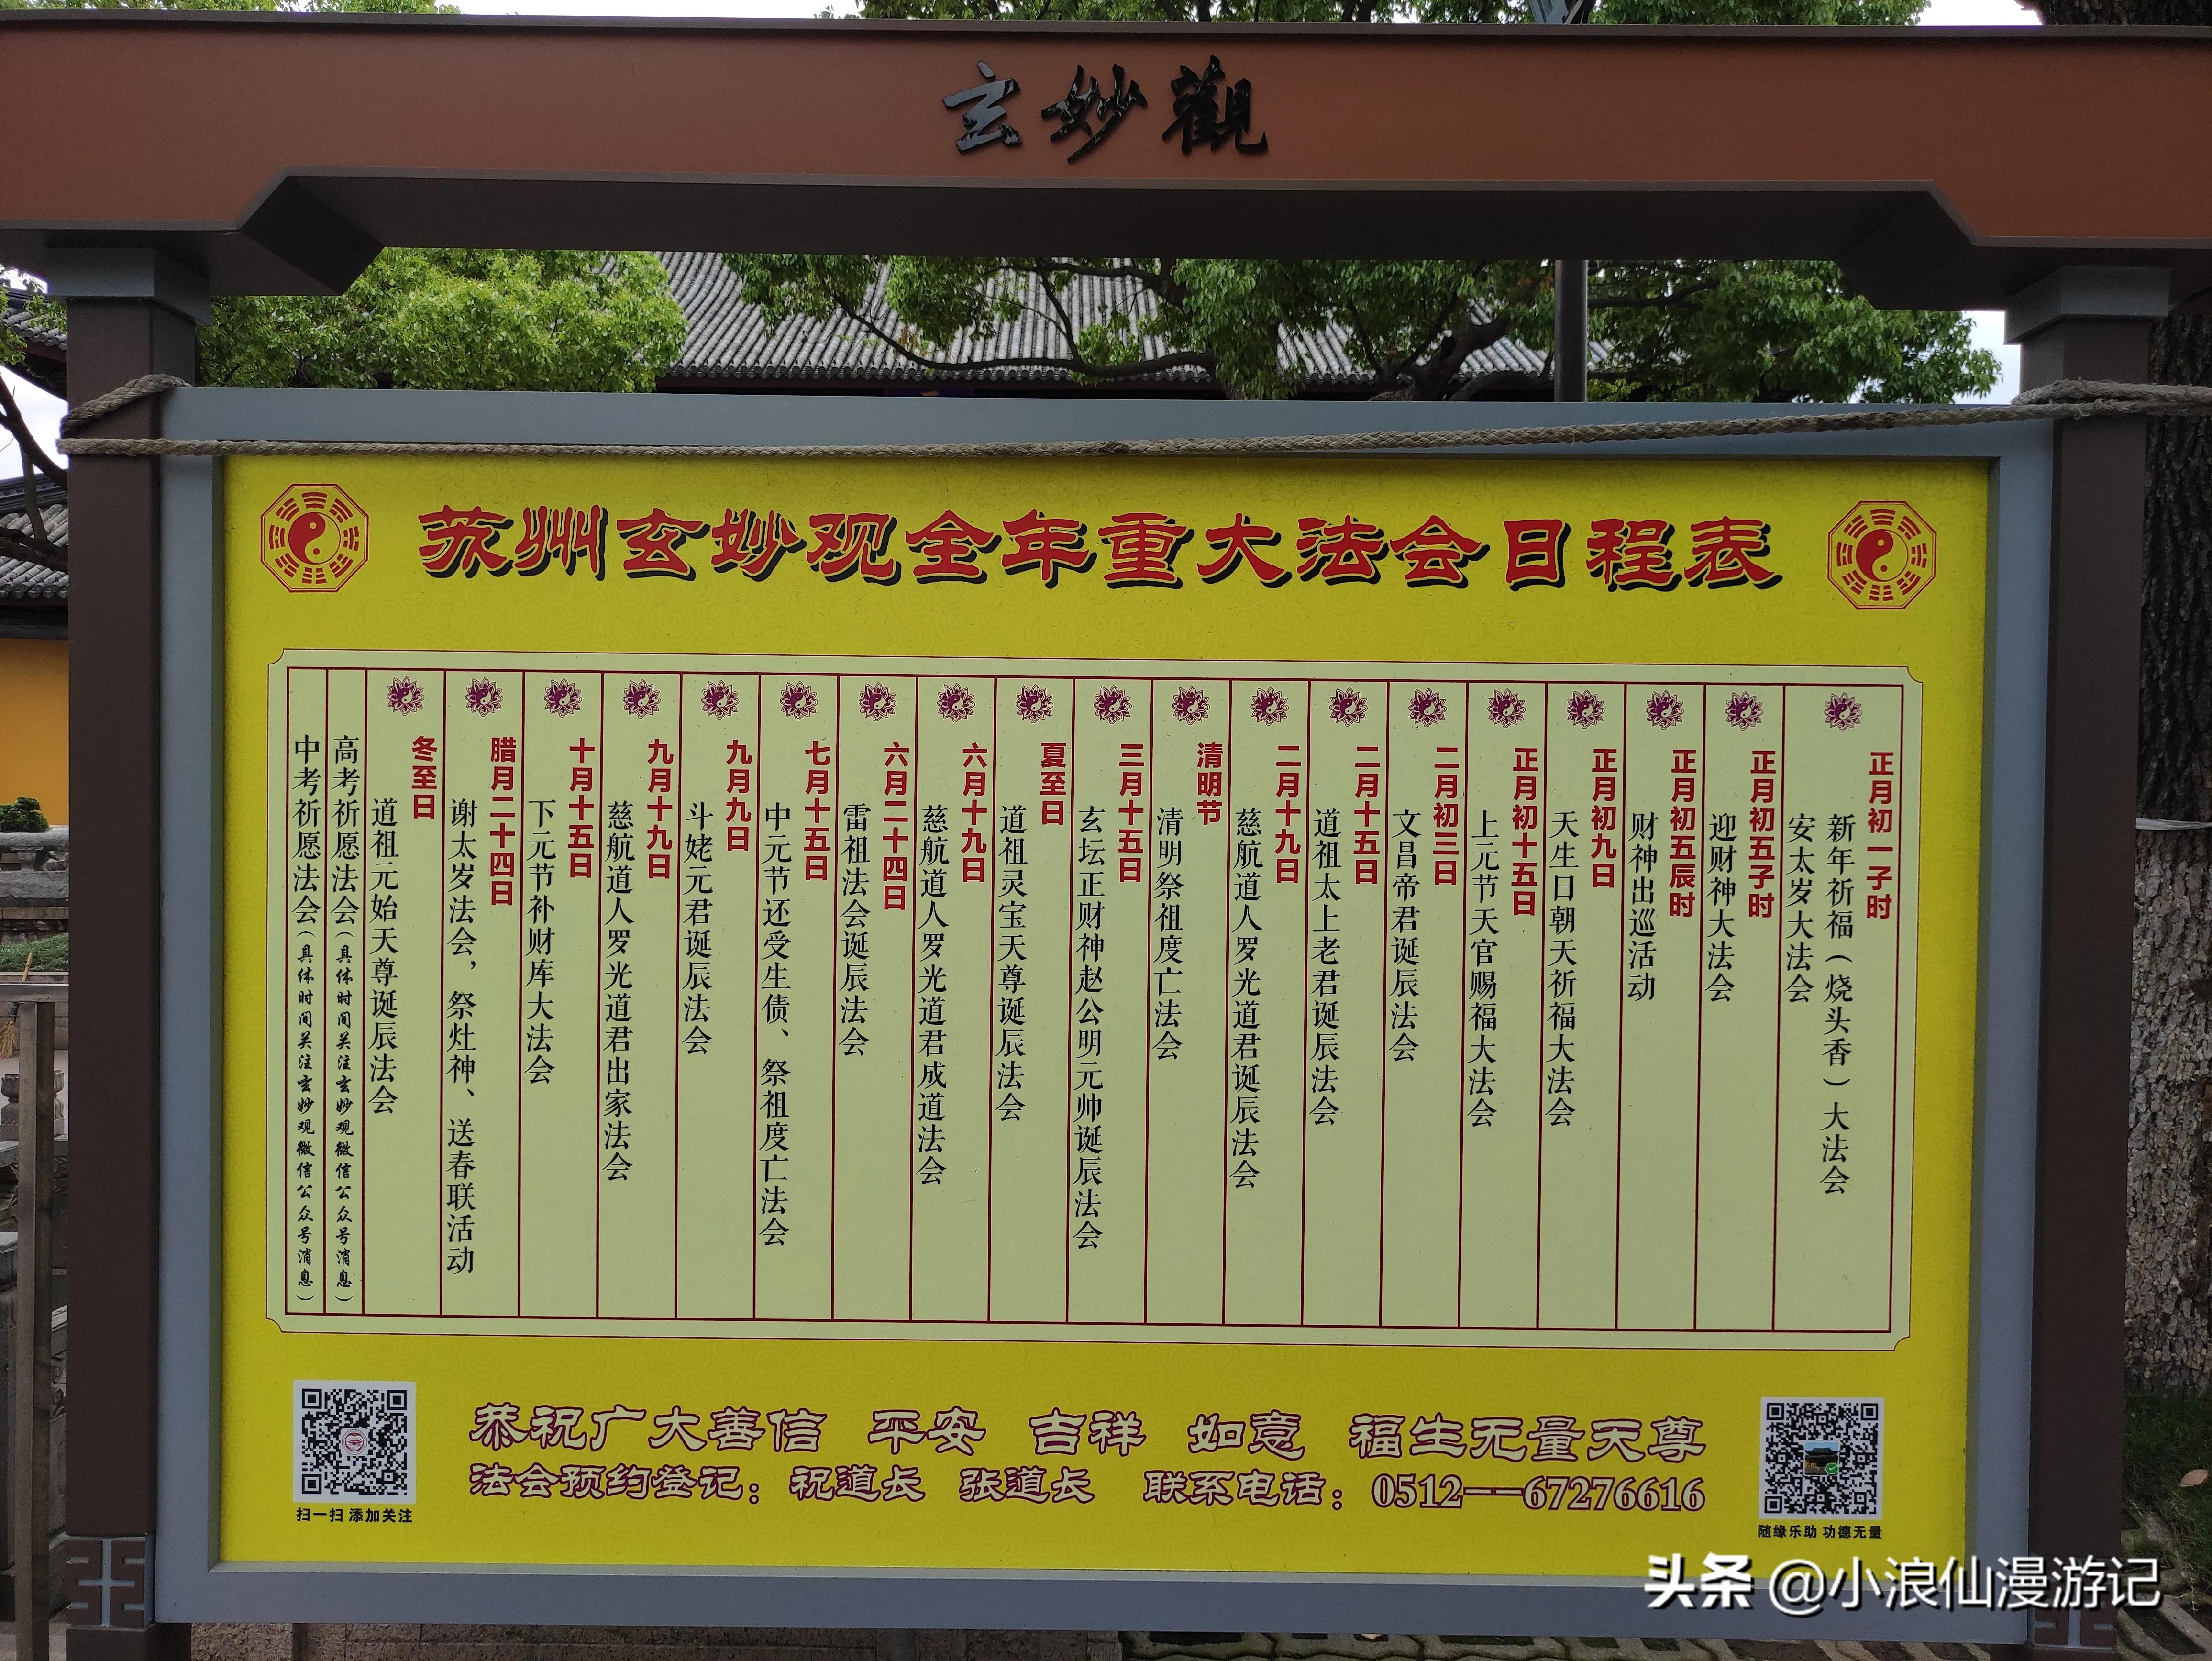 玄妙觀
苏州玄妙观全年重大法会日程表
正月初一子时
新年祈福（烧头香）大法会
安太岁大法会
正月初五子时
迎财神大法会
正月初五辰时
财神出巡活动
正月初九日
天生日朝天祈福大法会
正月初十五日
上元节天官赐福大法会
二月初三日
文昌帝君诞辰法会
二月十五日
道祖太上老君诞辰法会
二月十九日
慈航道人罗光道君诞辰法会
清明节
清明祭祖度亡法会
三月十五日
玄坛正财神赵公明元帅诞辰法会
夏至日
道祖灵宝天尊诞辰法会
六月十九日
慈航道人罗光道君成道法会
六月二十四日
雷祖法会诞辰法会
七月十五日
中元节还受生债、祭祖度亡法会
九月九日
斗姥元君诞辰法会
九月十九日
慈航道人罗光道君出家法会
十月十五日
下元节补财库大法会
腊月二十四日
谢太岁法会，祭灶神、送春联活动
冬至日
道祖元始天尊诞辰法会
高考祈愿法会（具体时间关注玄妙观微信公众号消息）
中考祈愿法会（具体时间关注玄妙观微信公众号消息）
恭祝广大善信 平安 吉祥 如意 福生无量天尊
法会预约登记：祝道长 张道长 联系电话：0512--67276616
扫一扫 添加关注
随缘乐助 功德无量
头条 @小浪仙漫游记